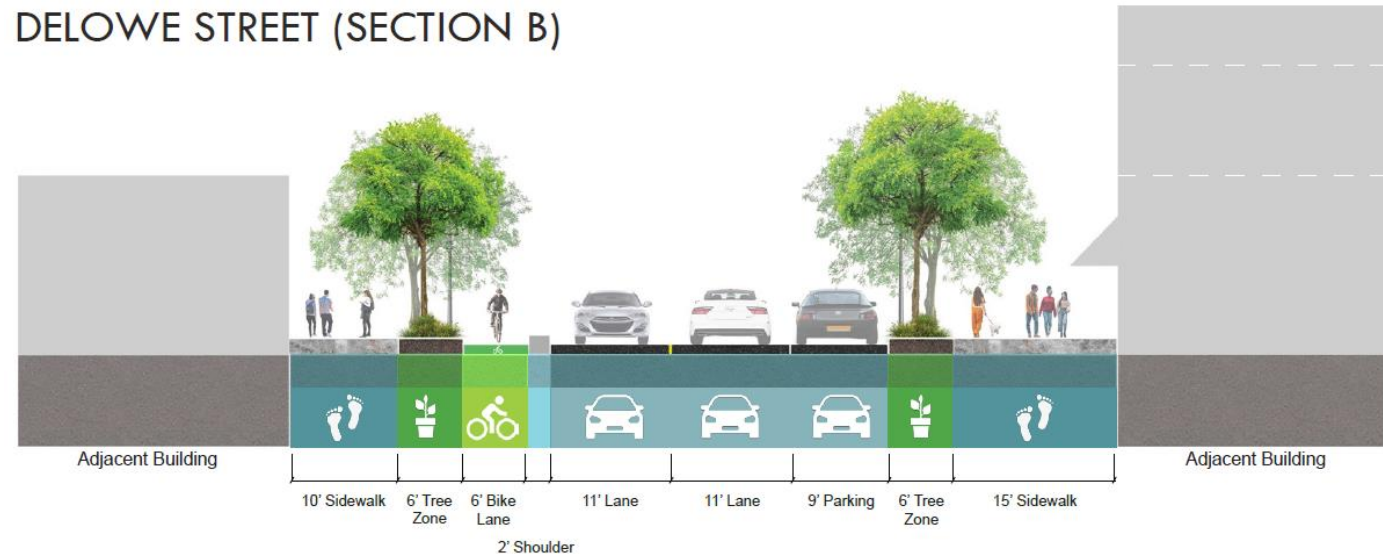 DELOWE STREET (SECTION B)
Adjacent Building
Adjacent Building
10' Sidewalk
6' Tree
Zone
6' Bike
Lane
2' Shoulder
11' Lane
11' Lane
9' Parking
6' Tree
Zone
15' Sidewalk